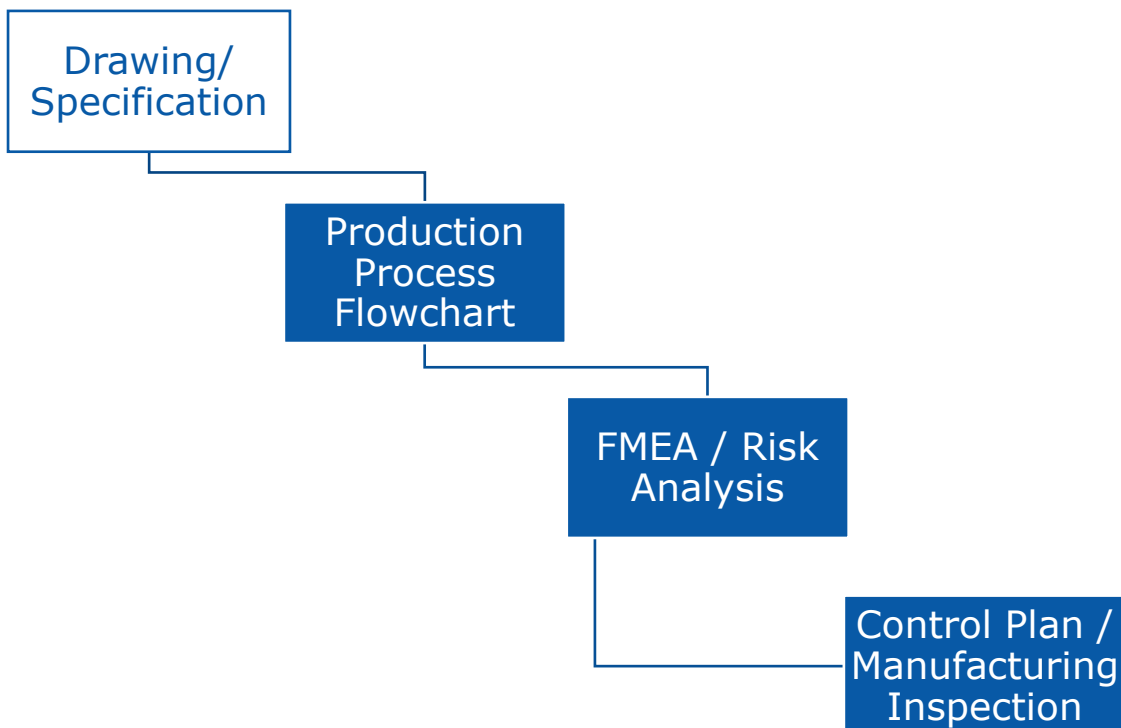 Drawing/
Specification
Production
Process
Flowchart
FMEA / Risk
Analysis
Control Plan /
Manufacturing
Inspection